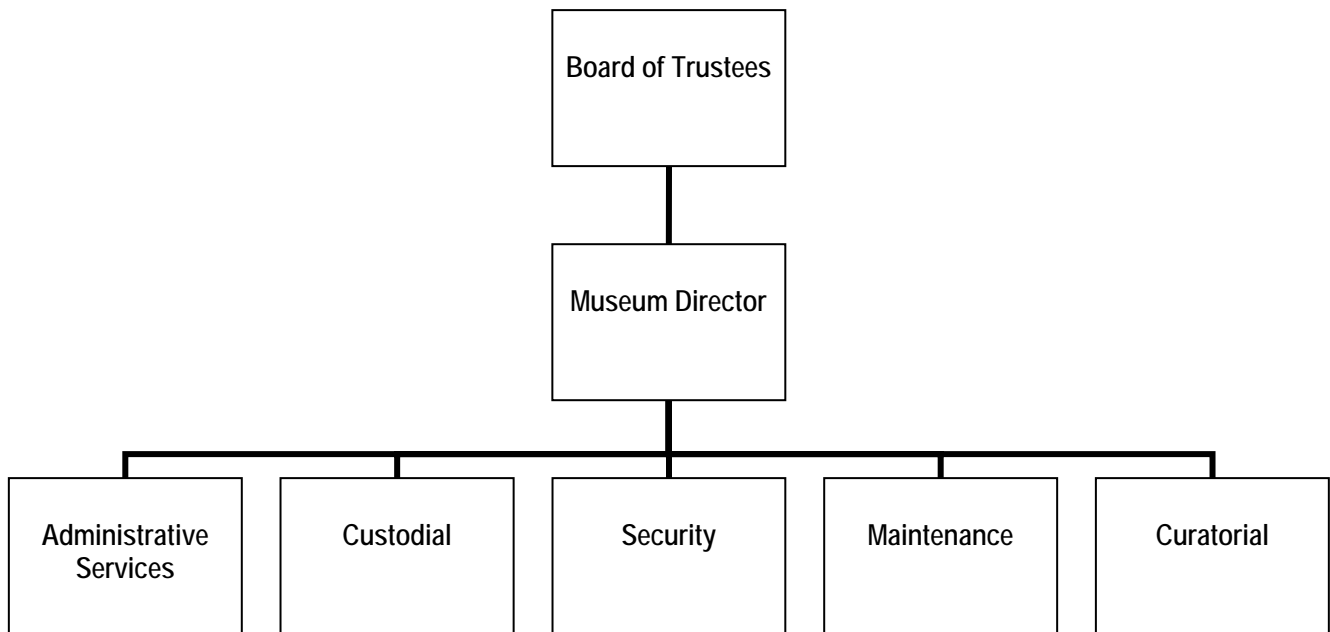 Board of Trustees
Museum Director
Administrative
Services
Custodial
Security
Maintenance
Curatorial